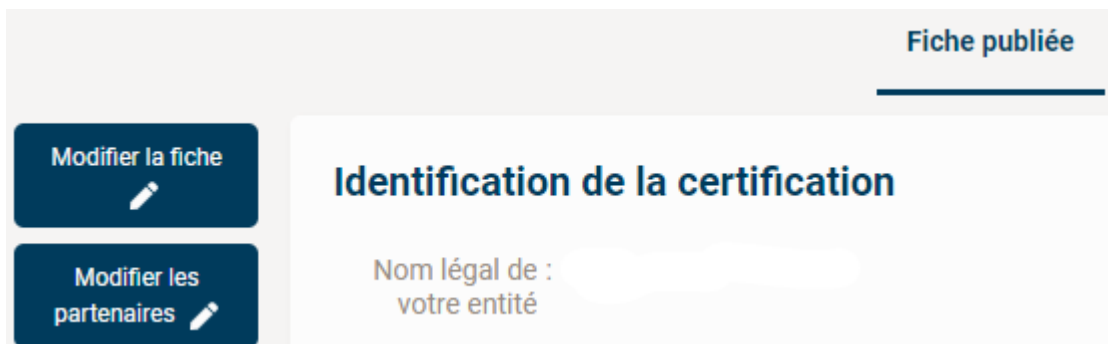 Fiche publiée
Modifier la fiche
Identification de la certification
Modifier les
partenaires
Nom légal de :
votre entité